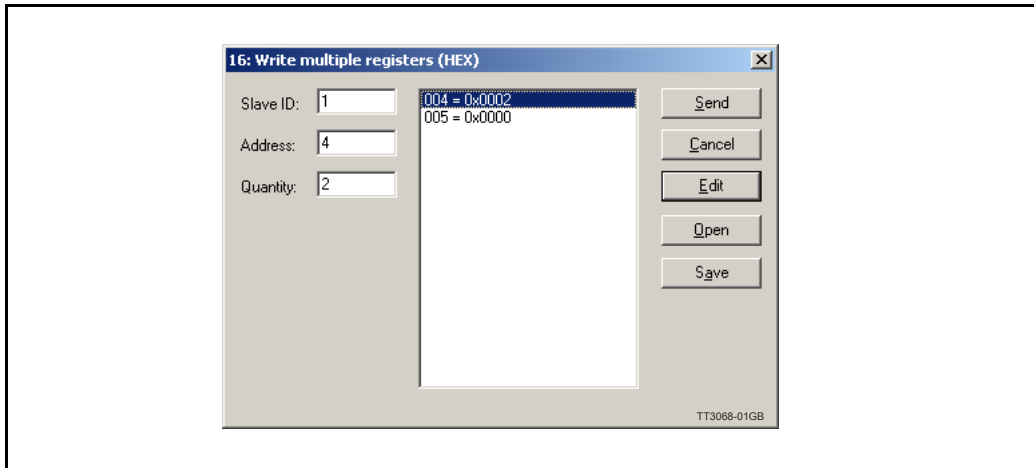 16: Write multiple registers (HEX)
Slave ID: 1
Address: 4
Quantity: 2
004 = 0x0002
005 = 0x0000
Send
Cancel
Edit
Open
Save
TT3068-01GB